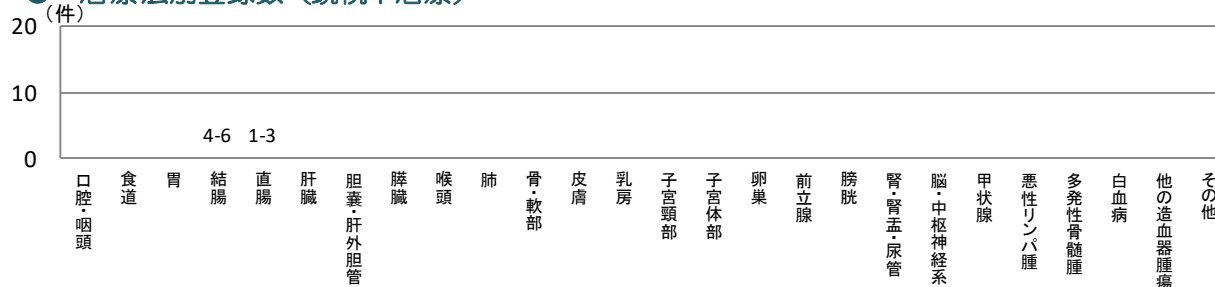 (件)
20
10
0
4-6 1-3
口腔・咽頭
食道
胃
結腸
直腸
肝臓
胆嚢・肝外胆管
膵臓
喉頭
肺
骨・軟部
皮膚
乳房
子宮頸部
子宮体部
卵巣
前立腺
膀胱
腎・腎盂・尿管
脳・中枢神経系
甲状腺
悪性リンパ腫
多発性骨髄腫
白血病
他の造血器腫瘍
その他